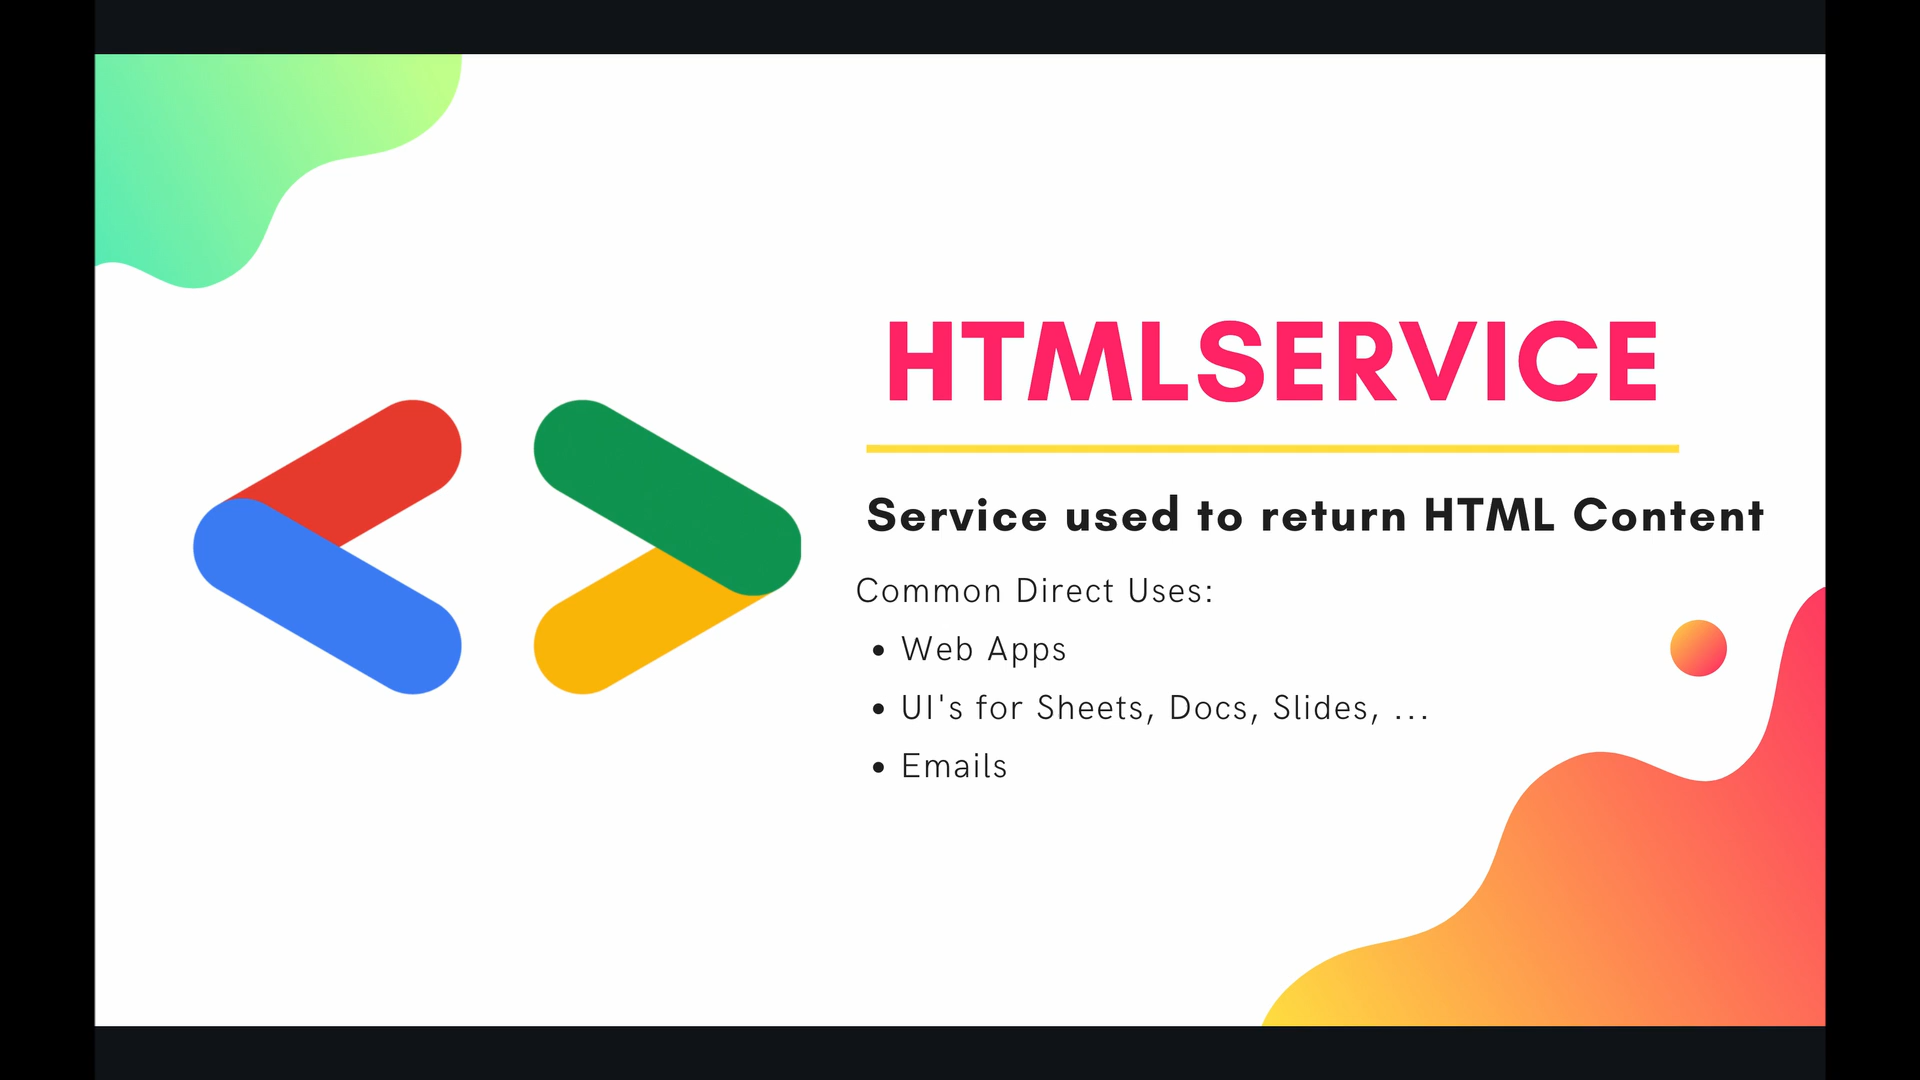 HTMLSERVICE
Service used to return HTML Content
Common Direct Uses:
• Web Apps
• UI's for Sheets, Docs, Slides, ...
• Emails